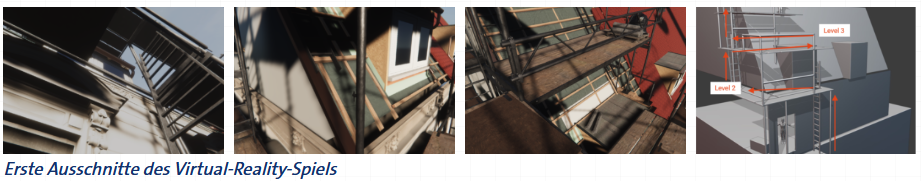 Level 3
Level 2
Erste Ausschnitte des Virtual-Reality-Spiels